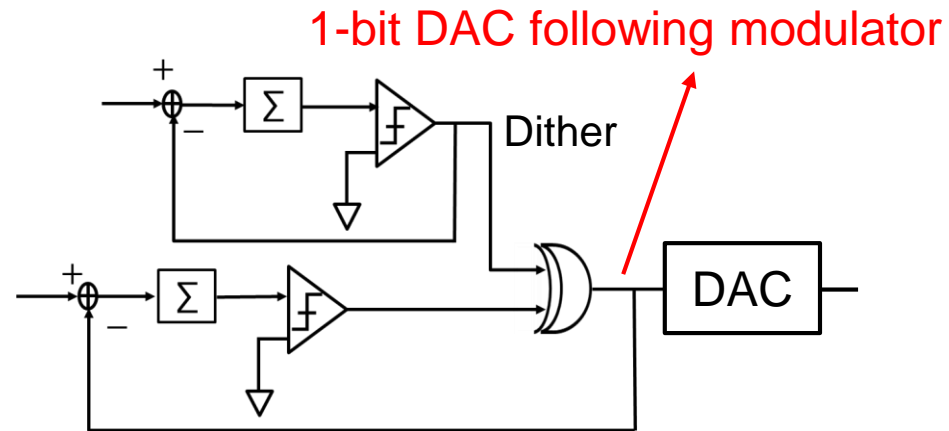 1-bit DAC following modulator
+
−
Σ
Dither
+
−
Σ
DAC